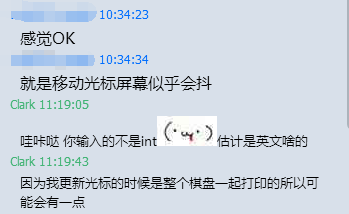 10:34:23
感觉OK
10:34:34
就是移动光标屏幕似乎会抖
Clark 11:19:05
哇咔哒 你输入的不是int 估计是英文啥的
Clark 11:19:43
因为我更新光标的时候是整个棋盘一起打印的所以可
能会有一点